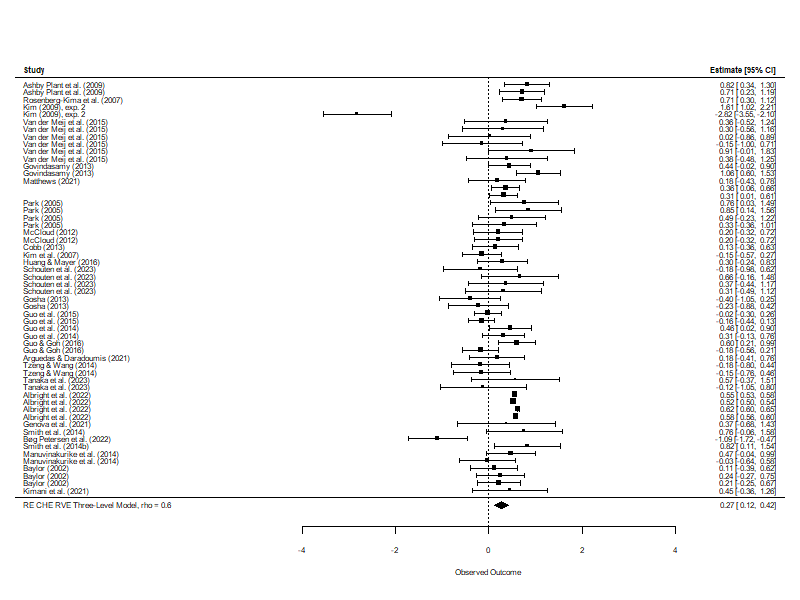 Study Estimate [95% CI]
Ashby Plant et al. (2009) 0.82 [ 0.34, 1.30]
Ashby Plant et al. (2009) 0.71 [ 0.23, 1.19]
Rosenberg-Kima et al. (2007) 0.71 [ 0.30, 1.12]
Kim (2009), exp. 2 1.61 [ 1.02, 2.21]
Kim (2009), exp. 2 -2.82 [-3.55, -2.10]
Van der Meij et al. (2015) 0.36 [-0.52, 1.24]
Van der Meij et al. (2015) 0.30 [-0.56, 1.16]
Van der Meij et al. (2015) 0.02 [-0.86, 0.89]
Van der Meij et al. (2015) -0.15 [-1.00, 0.71]
Van der Meij et al. (2015) 0.91 [-0.01, 1.83]
Van der Meij et al. (2015) 0.38 [-0.48, 1.25]
Govindasamy (2013) 0.44 [-0.02, 0.90]
Govindasamy (2013) 1.06 [ 0.60, 1.53]
Matthews (2021) 0.18 [-0.43, 0.78]
0.36 [ 0.06, 0.66]
0.31 [ 0.01, 0.61]
Park (2005) 0.76 [ 0.03, 1.49]
Park (2005) 0.85 [ 0.14, 1.56]
Park (2005) 0.49 [-0.23, 1.22]
Park (2005) 0.33 [-0.36, 1.01]
McCloud (2012) 0.20 [-0.32, 0.72]
McCloud (2012) 0.20 [-0.32, 0.72]
Cobb (2013) 0.13 [-0.36, 0.63]
Kim et al. (2007) -0.15 [-0.57, 0.27]
Huang & Mayer (2016) 0.30 [-0.24, 0.83]
Schouten et al. (2023) -0.18 [-0.98, 0.62]
Schouten et al. (2023) 0.66 [-0.16, 1.48]
Schouten et al. (2023) 0.37 [-0.44, 1.17]
Schouten et al. (2023) 0.31 [-0.49, 1.12]
Gosha (2013) -0.40 [-1.05, 0.25]
Gosha (2013) -0.23 [-0.88, 0.42]
Guo et al. (2015) -0.02 [-0.30, 0.26]
Guo et al. (2015) -0.16 [-0.44, 0.13]
Guo et al. (2014) 0.46 [ 0.02, 0.90]
Guo et al. (2014) 0.31 [-0.13, 0.76]
Guo & Goh (2016) 0.60 [ 0.21, 0.99]
Guo & Goh (2016) -0.18 [-0.56, 0.21]
Arguedas & Daradoumis (2021) 0.18 [-0.41, 0.76]
Tzeng & Wang (2014) -0.18 [-0.80, 0.44]
Tzeng & Wang (2014) -0.15 [-0.76, 0.46]
Tanaka et al. (2023) 0.57 [-0.37, 1.51]
Tanaka et al. (2023) -0.12 [-1.05, 0.80]
Albright et al. (2022) 0.55 [ 0.53, 0.58]
Albright et al. (2022) 0.52 [ 0.50, 0.54]
Albright et al. (2022) 0.62 [ 0.60, 0.65]
Albright et al. (2022) 0.58 [ 0.56, 0.60]
Genova et al. (2021) 0.37 [-0.68, 1.43]
Smith et al. (2014) 0.76 [-0.06, 1.58]
Bøg Petersen et al. (2022) -1.09 [-1.72, -0.47]
Smith et al. (2014b) 0.82 [ 0.11, 1.54]
Manuvinakurike et al. (2014) 0.47 [-0.04, 0.99]
Manuvinakurike et al. (2014) -0.03 [-0.64, 0.58]
Baylor (2002) 0.11 [-0.39, 0.62]
Baylor (2002) 0.24 [-0.27, 0.75]
Baylor (2002) 0.21 [-0.25, 0.67]
Kimani et al. (2021) 0.45 [-0.36, 1.26]
RE CHE RVE Three-Level Model, rho = 0.6 0.27 [ 0.12, 0.42]
-4 -2 0 2 4
Observed Outcome